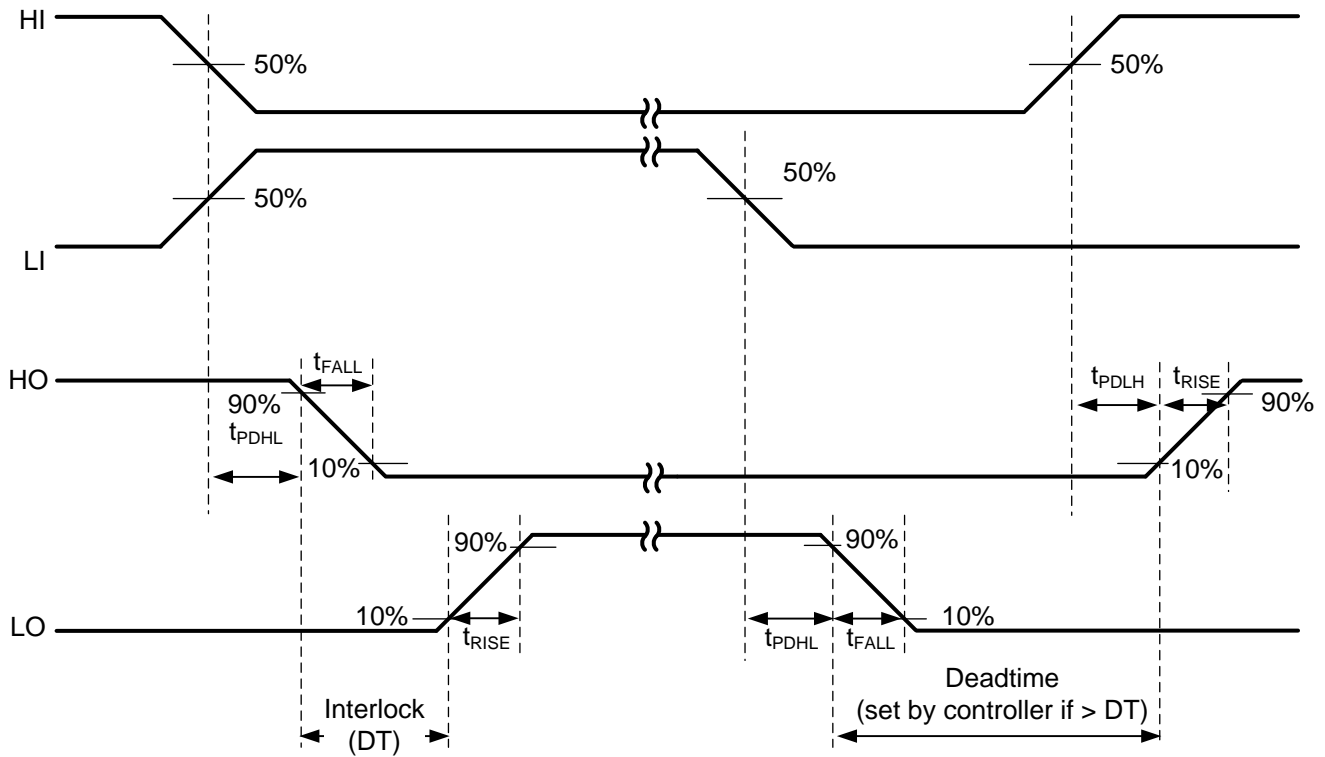 HI
50%
50%
50%
50%
LI
HO
tFALL
90%
tPDHL
10%
tPDLH
tRISE
90%
10%
LO
90%
10%
tRISE
90%
10%
tPDHL
tFALL
Interlock
(DT)
Deadtime
(set by controller if > DT)